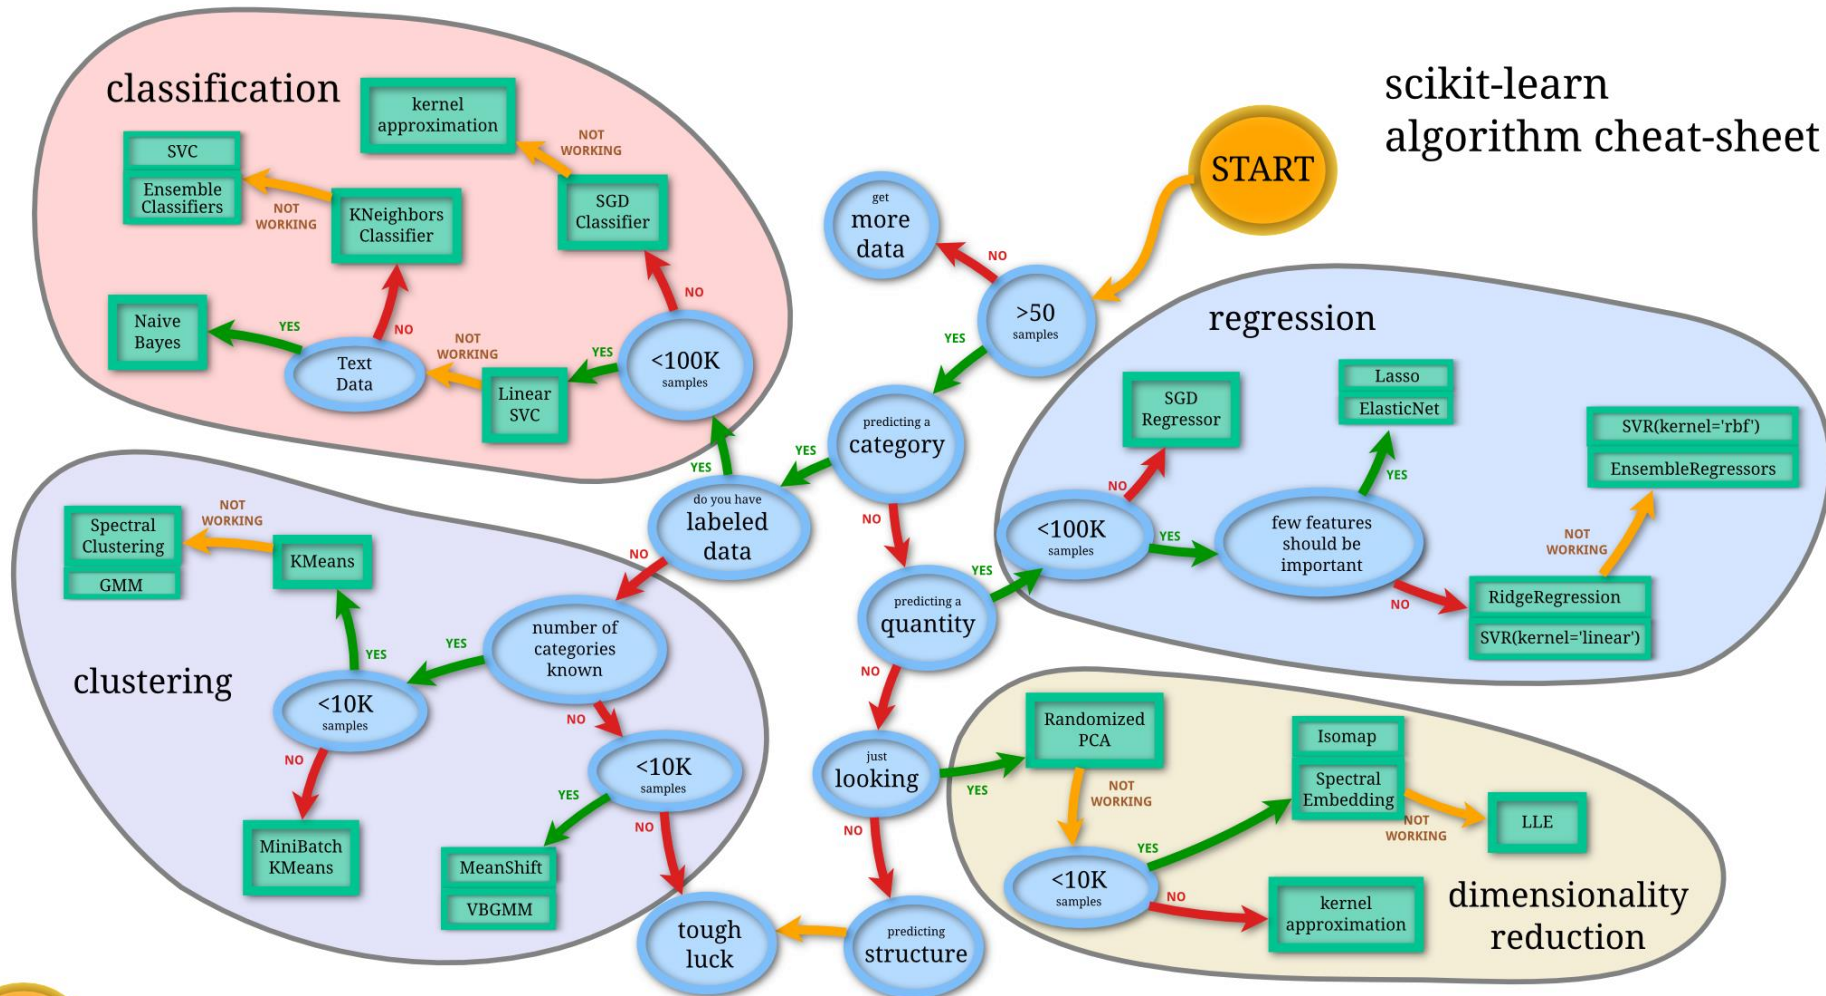 scikit-learn
algorithm cheat-sheet
START
classification
kernel
approximation
NOT
WORKING
SVC
Ensemble
Classifiers
NOT
WORKING
KNeighbors
Classifier
SGD
Classifier
NO
Naive
Bayes
YES
NO
Text
Data
NOT
WORKING
Linear
SVC
YES
<100K
samples
YES
get
more
data
NO
>50
samples
YES
predicting a
category
YES
NO
do you have
labeled
data
NO
predicting a
quantity
YES
NO
just
looking
YES
NO
predicting
structure
tough
luck
regression
SGD
Regressor
NO
<100K
samples
YES
few features
should be
important
YES
Lasso
ElasticNet
NO
RidgeRegression
SVR(kernel='linear')
NOT
WORKING
SVR(kernel='rbf')
EnsembleRegressors
clustering
Spectral
Clustering
GMM
NOT
WORKING
KMeans
YES
number of
categories
known
YES
NO
<10K
samples
NO
MiniBatch
KMeans
<10K
samples
YES
NO
MeanShift
VBGMM
dimensionality
reduction
Randomized
PCA
NOT
WORKING
<10K
samples
YES
NO
Isomap
Spectral
Embedding
NOT
WORKING
LLE
kernel
approximation